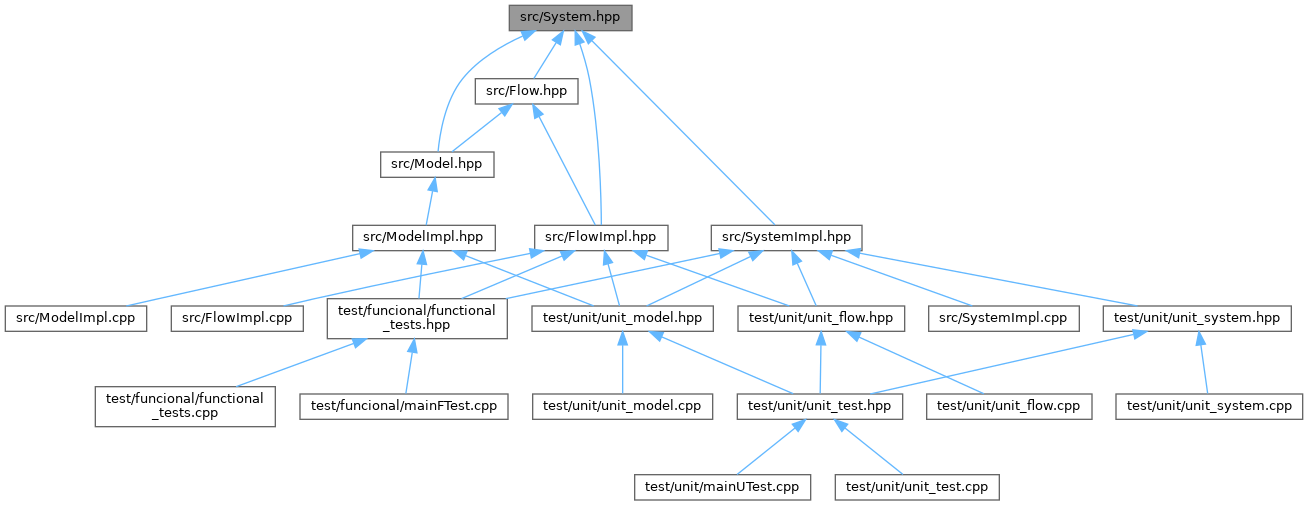 src/System.hpp
src/Flow.hpp
src/Model.hpp
src/ModelImpl.hpp
src/FlowImpl.hpp
src/SystemImpl.hpp
src/ModelImpl.cpp
src/FlowImpl.cpp
test/funcional/functional
_tests.hpp
test/unit/unit_model.hpp
test/unit/unit_flow.hpp
src/SystemImpl.cpp
test/unit/unit_system.hpp
test/funcional/functional
_tests.cpp
test/funcional/mainFTest.cpp
test/unit/unit_model.cpp
test/unit/unit_test.hpp
test/unit/unit_flow.cpp
test/unit/unit_system.cpp
test/unit/mainUTest.cpp
test/unit/unit_test.cpp